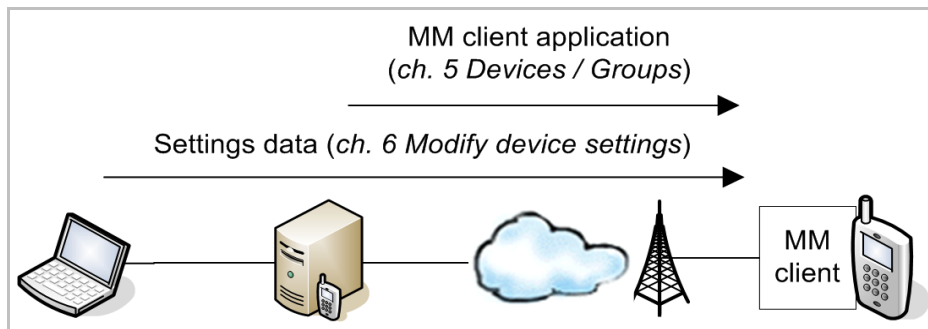 MM client application
(ch. 5 Devices / Groups)
Settings data (ch. 6 Modify device settings)
MM
client